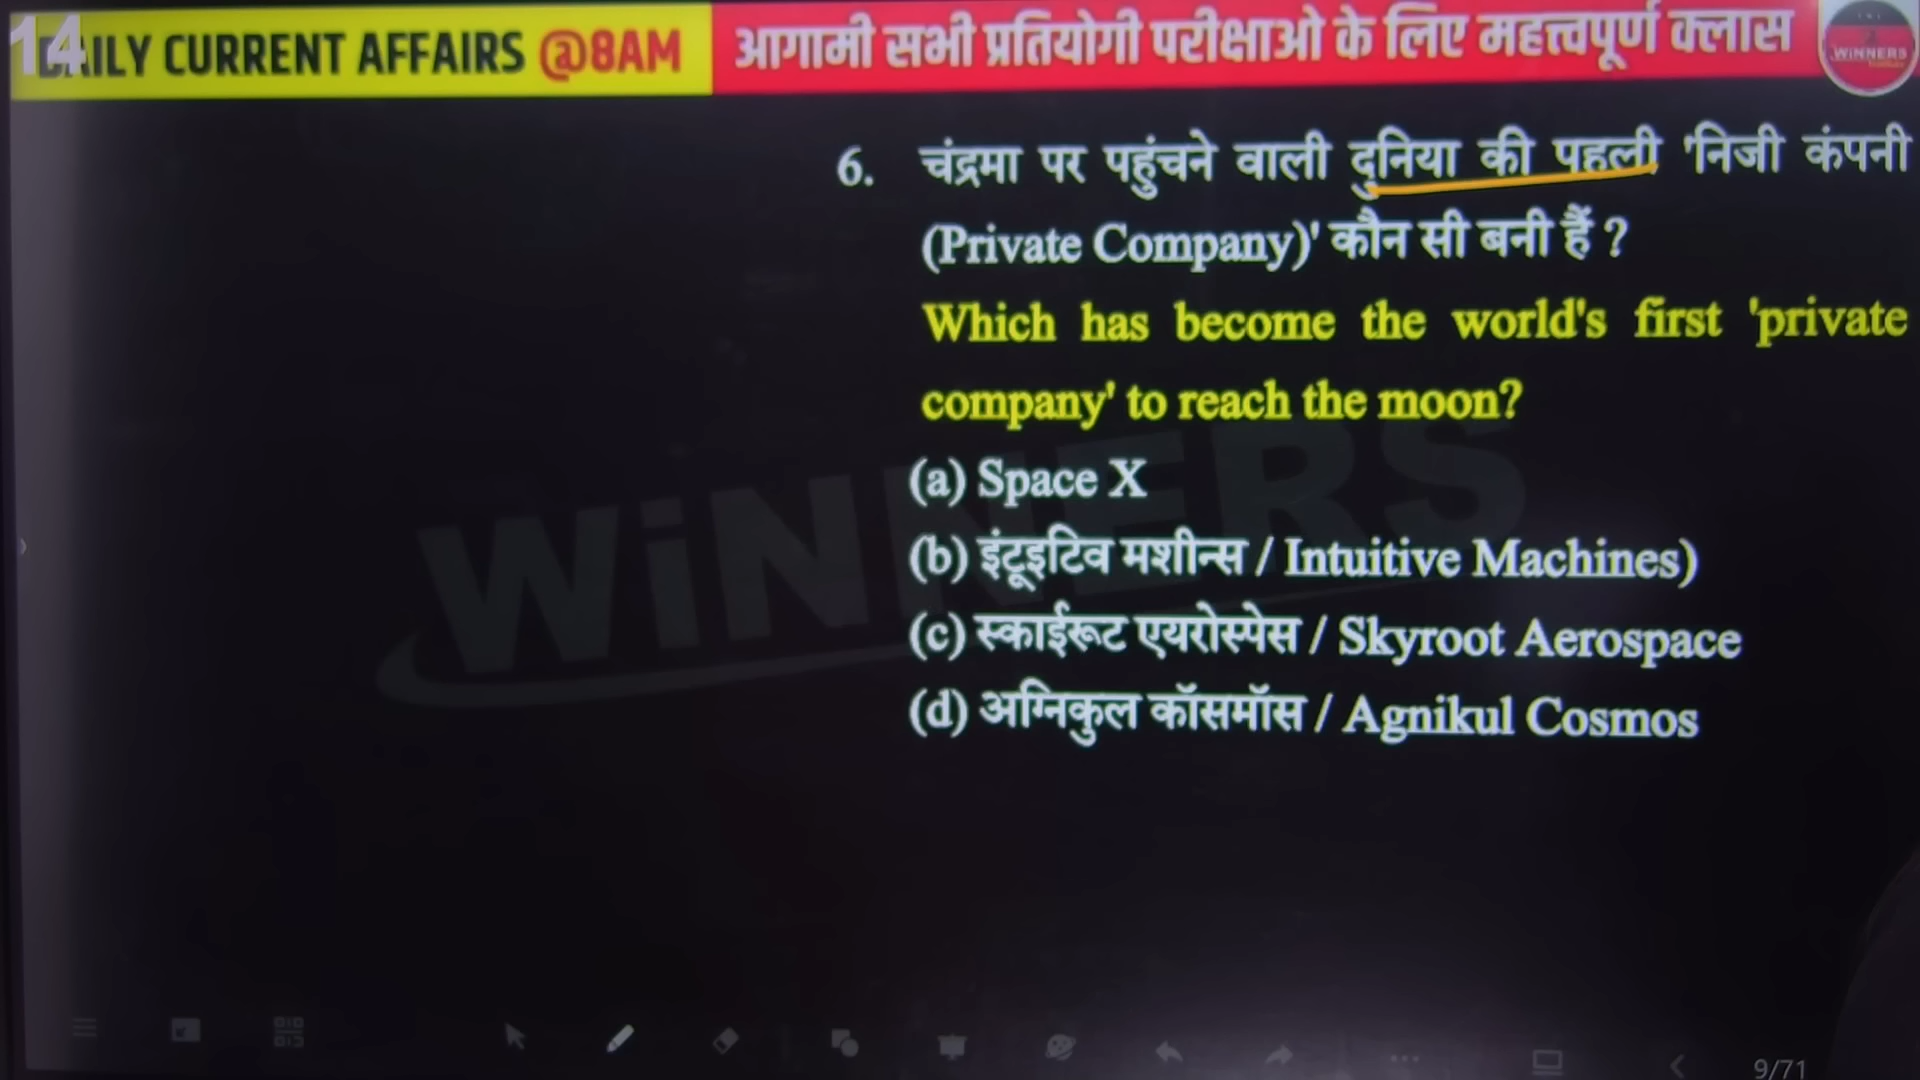 14
DAILY CURRENT AFFAIRS @8AM
आगामी सभी प्रतियोगी परीक्षाओ के लिए महत्त्वपूर्ण क्लास
WINNERS
6. चंद्रमा पर पहुंचने वाली दुनिया की पहली 'निजी कंपनी
(Private Company)' कौन सी बनी हैं ?
Which has become the world's first 'private
company' to reach the moon?
(a) Space X
(b) इंटूइटिव मशीन्स / Intuitive Machines)
(c) स्काईरूट एयरोस्पेस / Skyroot Aerospace
(d) अग्निकुल कॉसमॉस / Agnikul Cosmos
WiNNERS
9/71